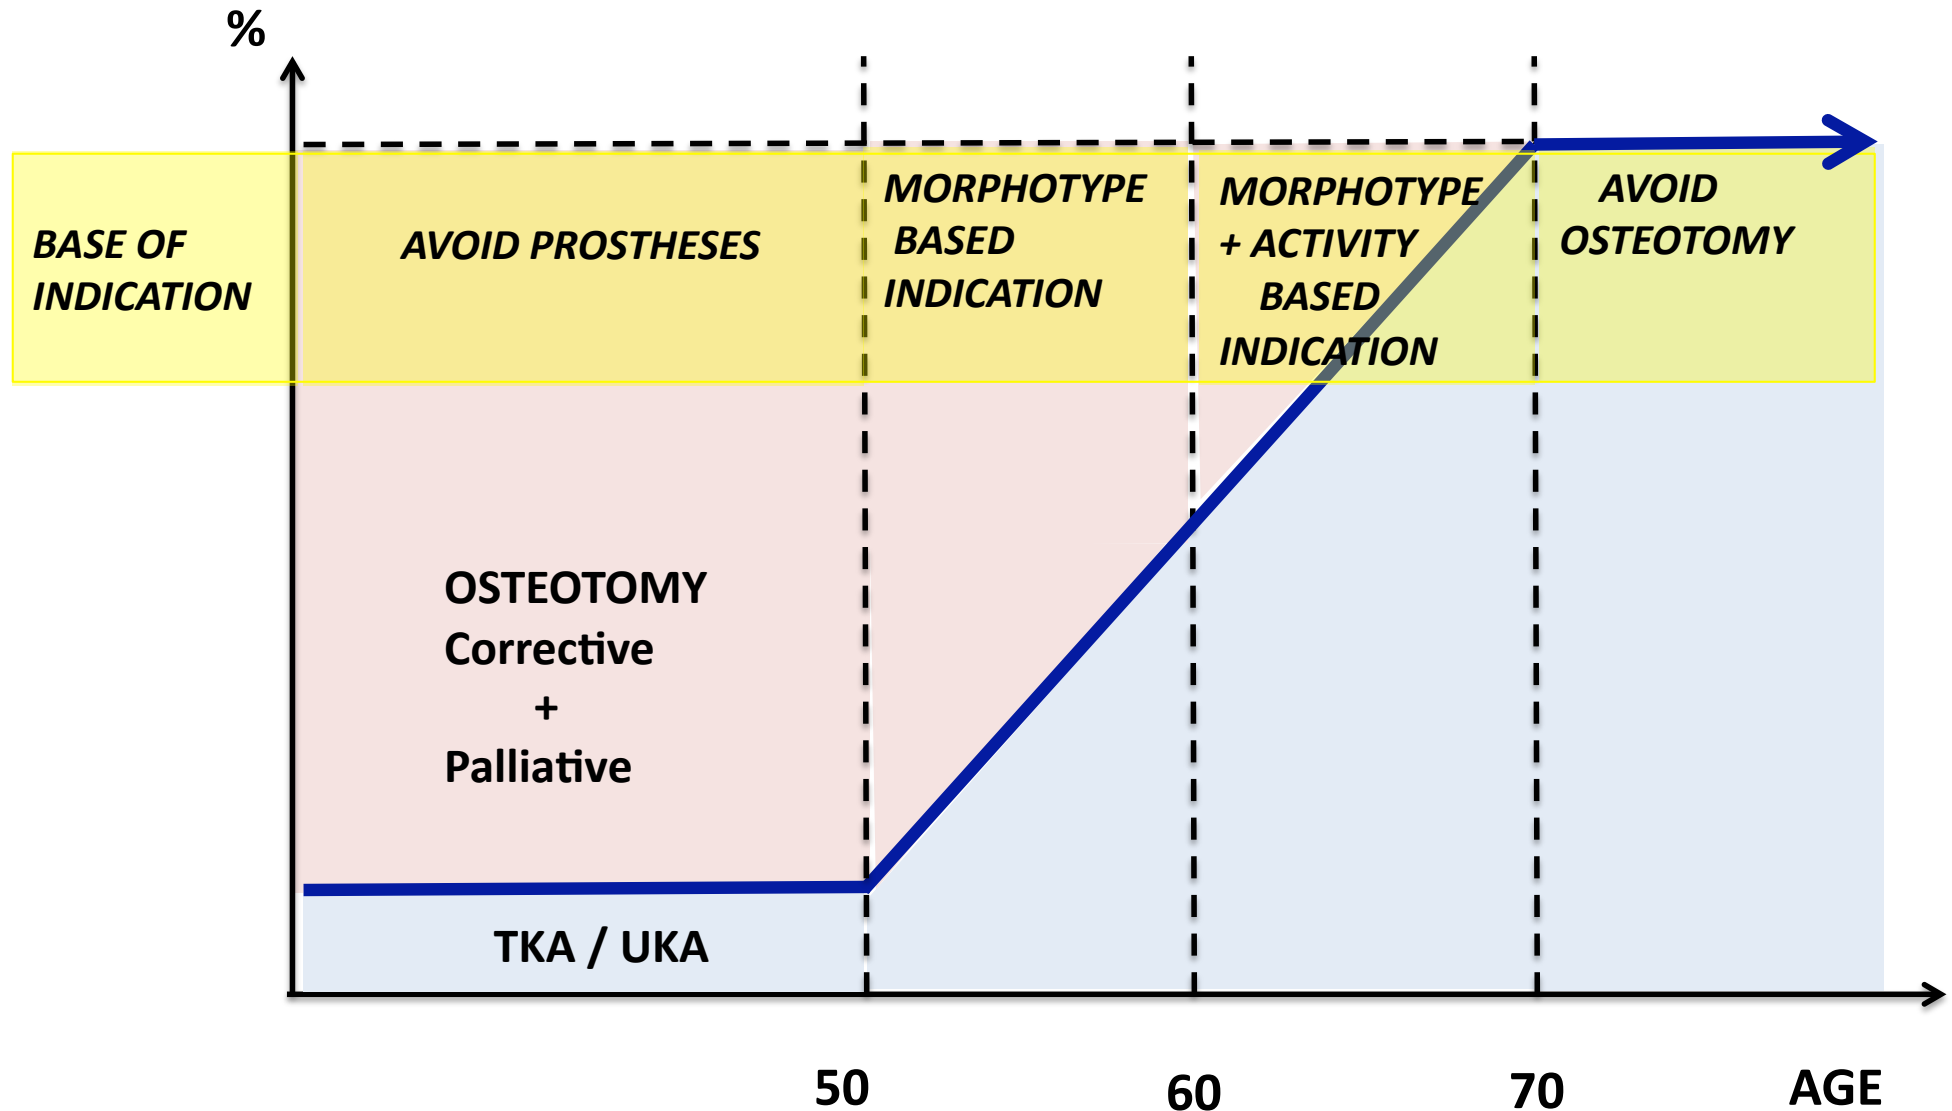 %
BASE OF
INDICATION
AVOID PROSTHESES
MORPHOTYPE
BASED
INDICATION
MORPHOTYPE
+ ACTIVITY
BASED
INDICATION
AVOID
OSTEOTOMY
OSTEOTOMY
Corrective
+
Palliative
TKA / UKA
50
60
70
AGE